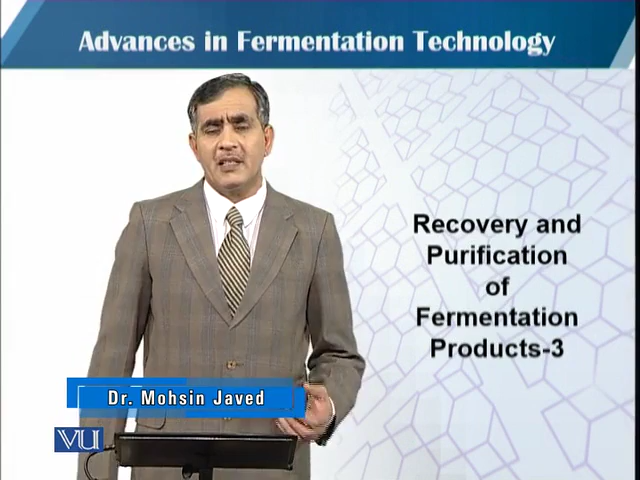 Advances in Fermentation Technology
Recovery and
Purification
of
Fermentation
Products-3
Dr. Mohsin Javed
VU